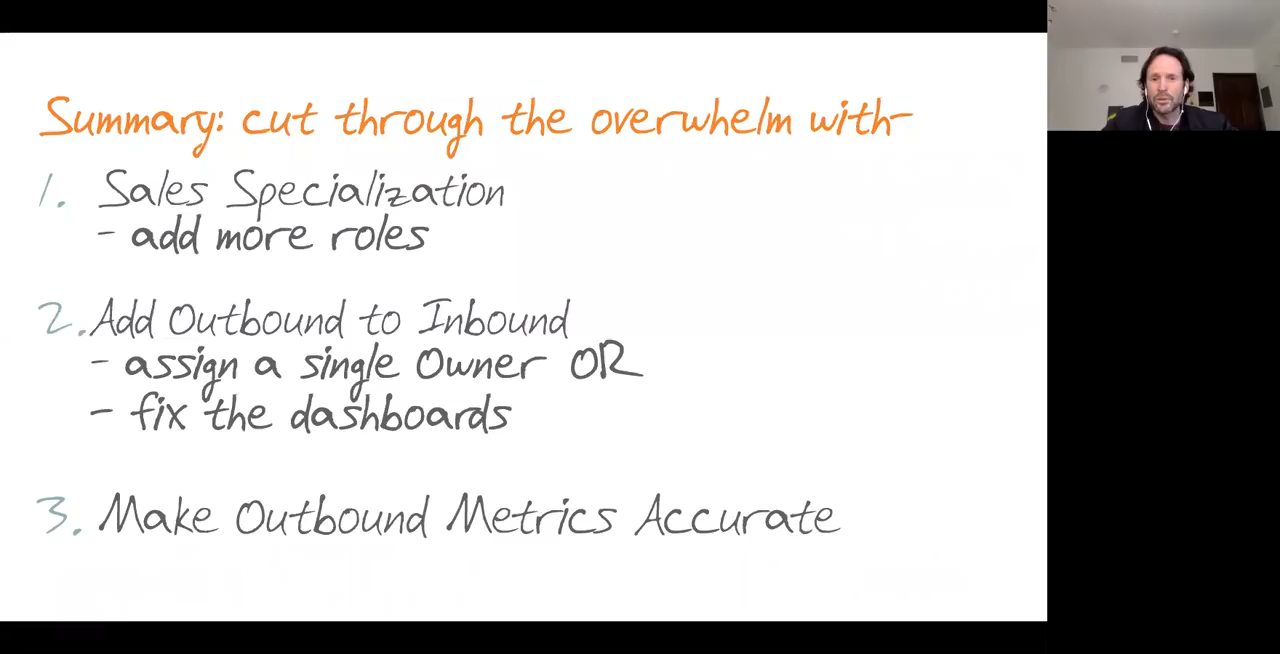 Summary: cut through the overwhelm with-
1. Sales Specialization
- add more roles
2. Add Outbound to Inbound
- assign a single Owner OR
- fix the dashboards
3. Make Outbound Metrics Accurate